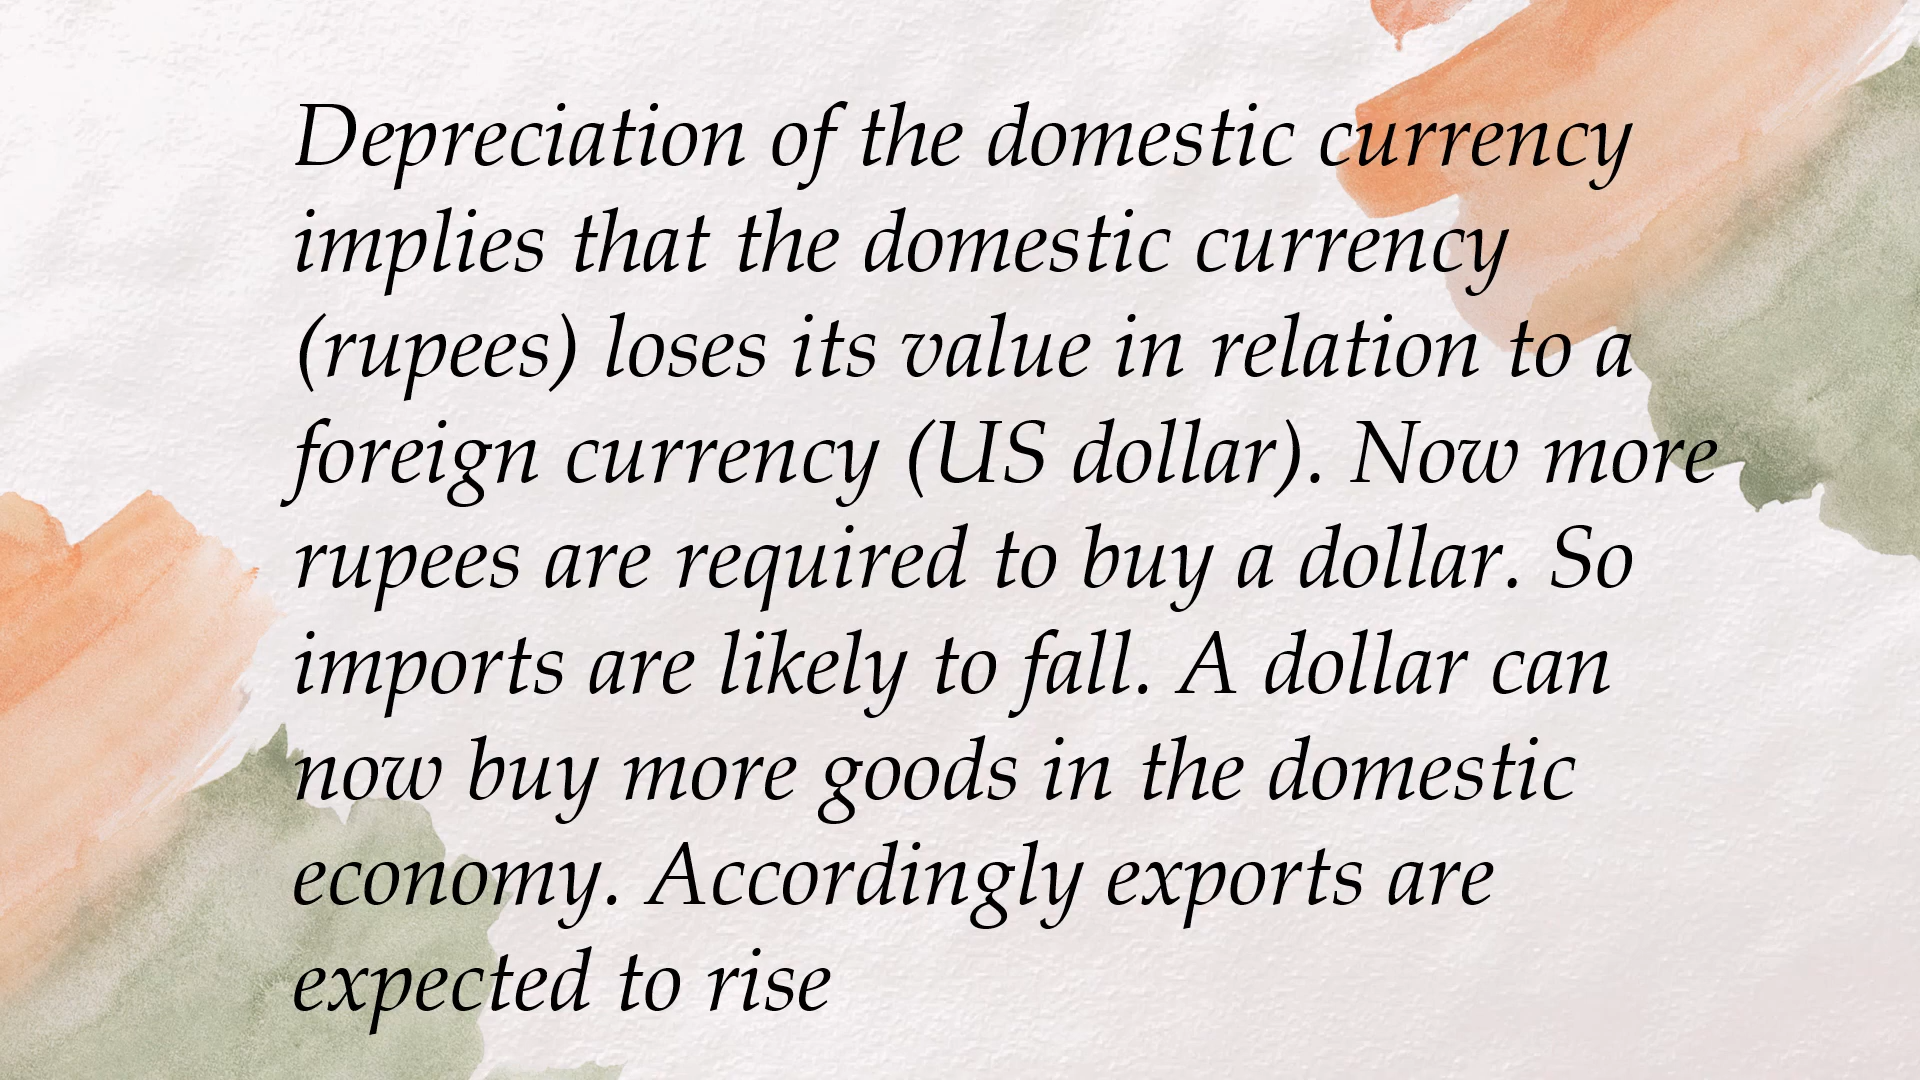 Depreciation of the domestic currency
implies that the domestic currency
(rupees) loses its value in relation to a
foreign currency (US dollar). Now more
rupees are required to buy a dollar. So
imports are likely to fall. A dollar can
now buy more goods in the domestic
economy. Accordingly exports are
expected to rise